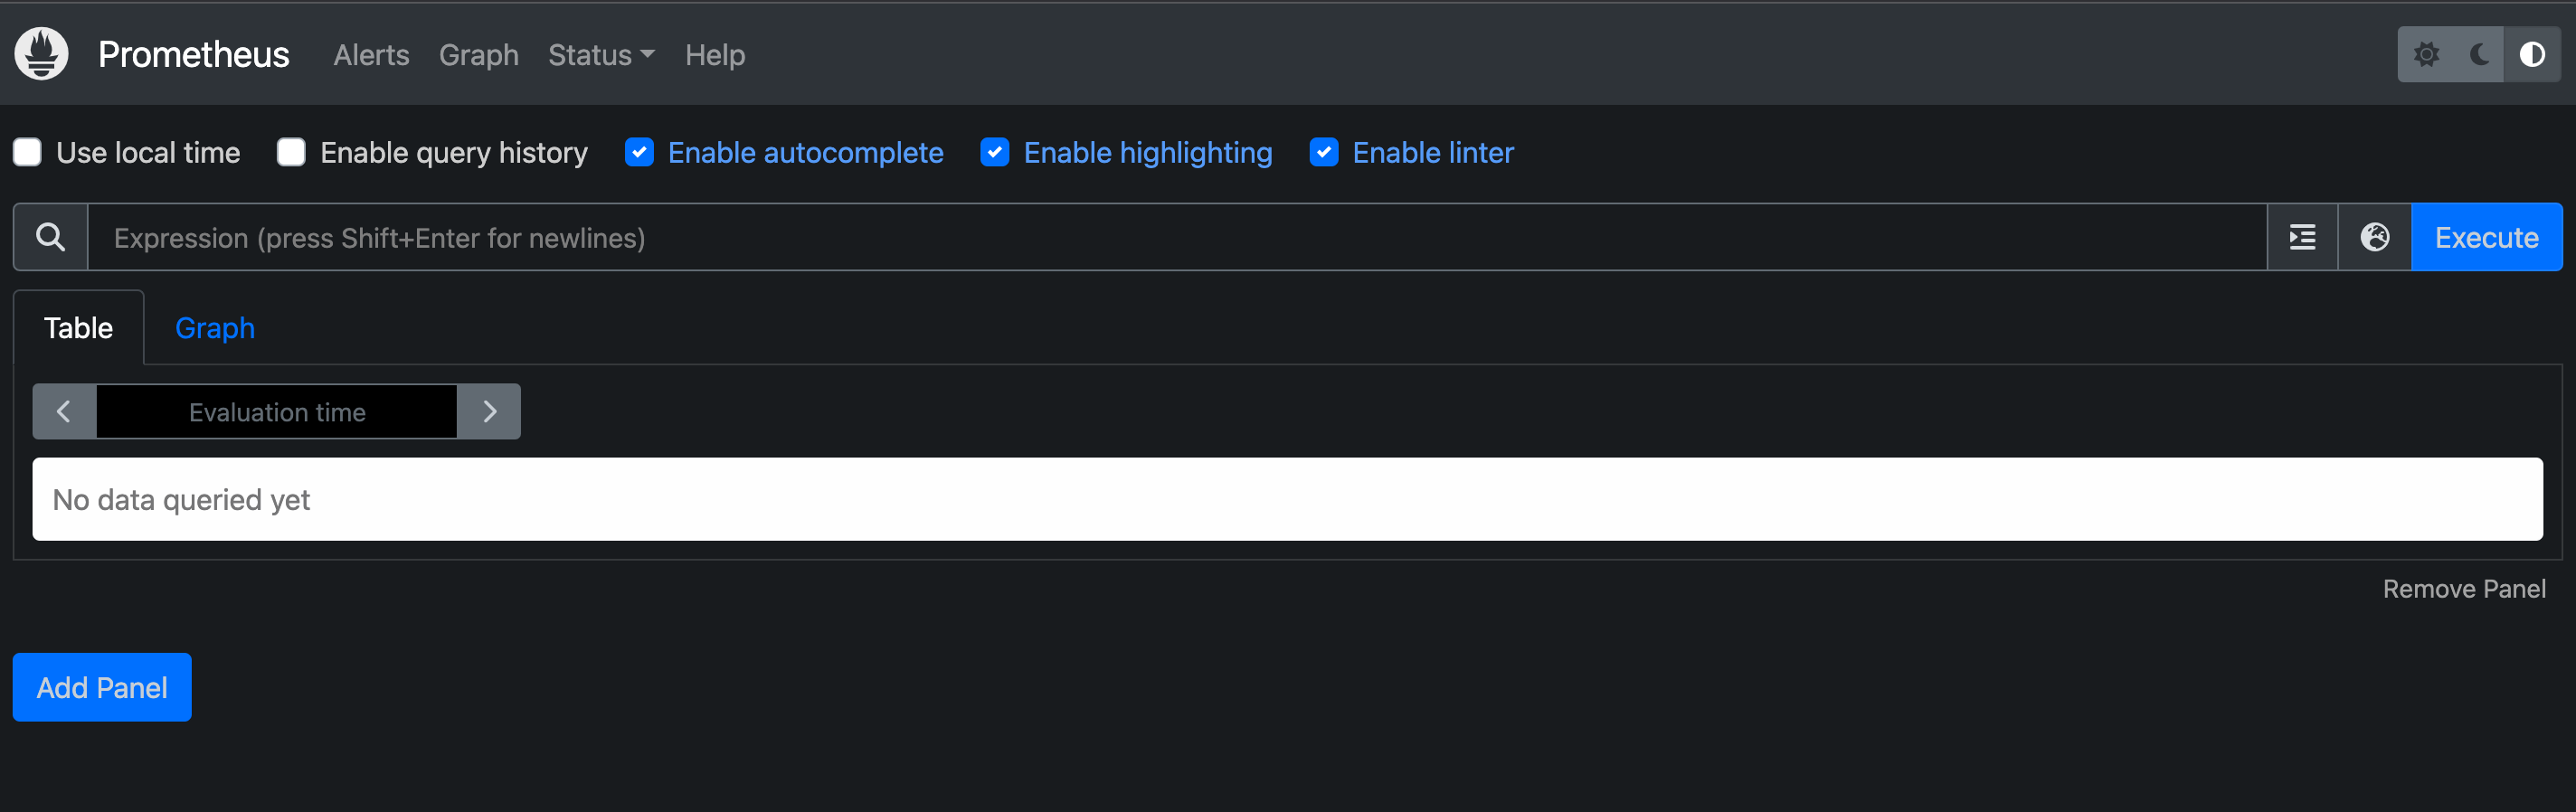 Prometheus Alerts Graph Status Help
Use local time Enable query history Enable autocomplete Enable highlighting Enable linter
Expression (press Shift+Enter for newlines) Execute
Table Graph
Evaluation time
No data queried yet
Remove Panel
Add Panel